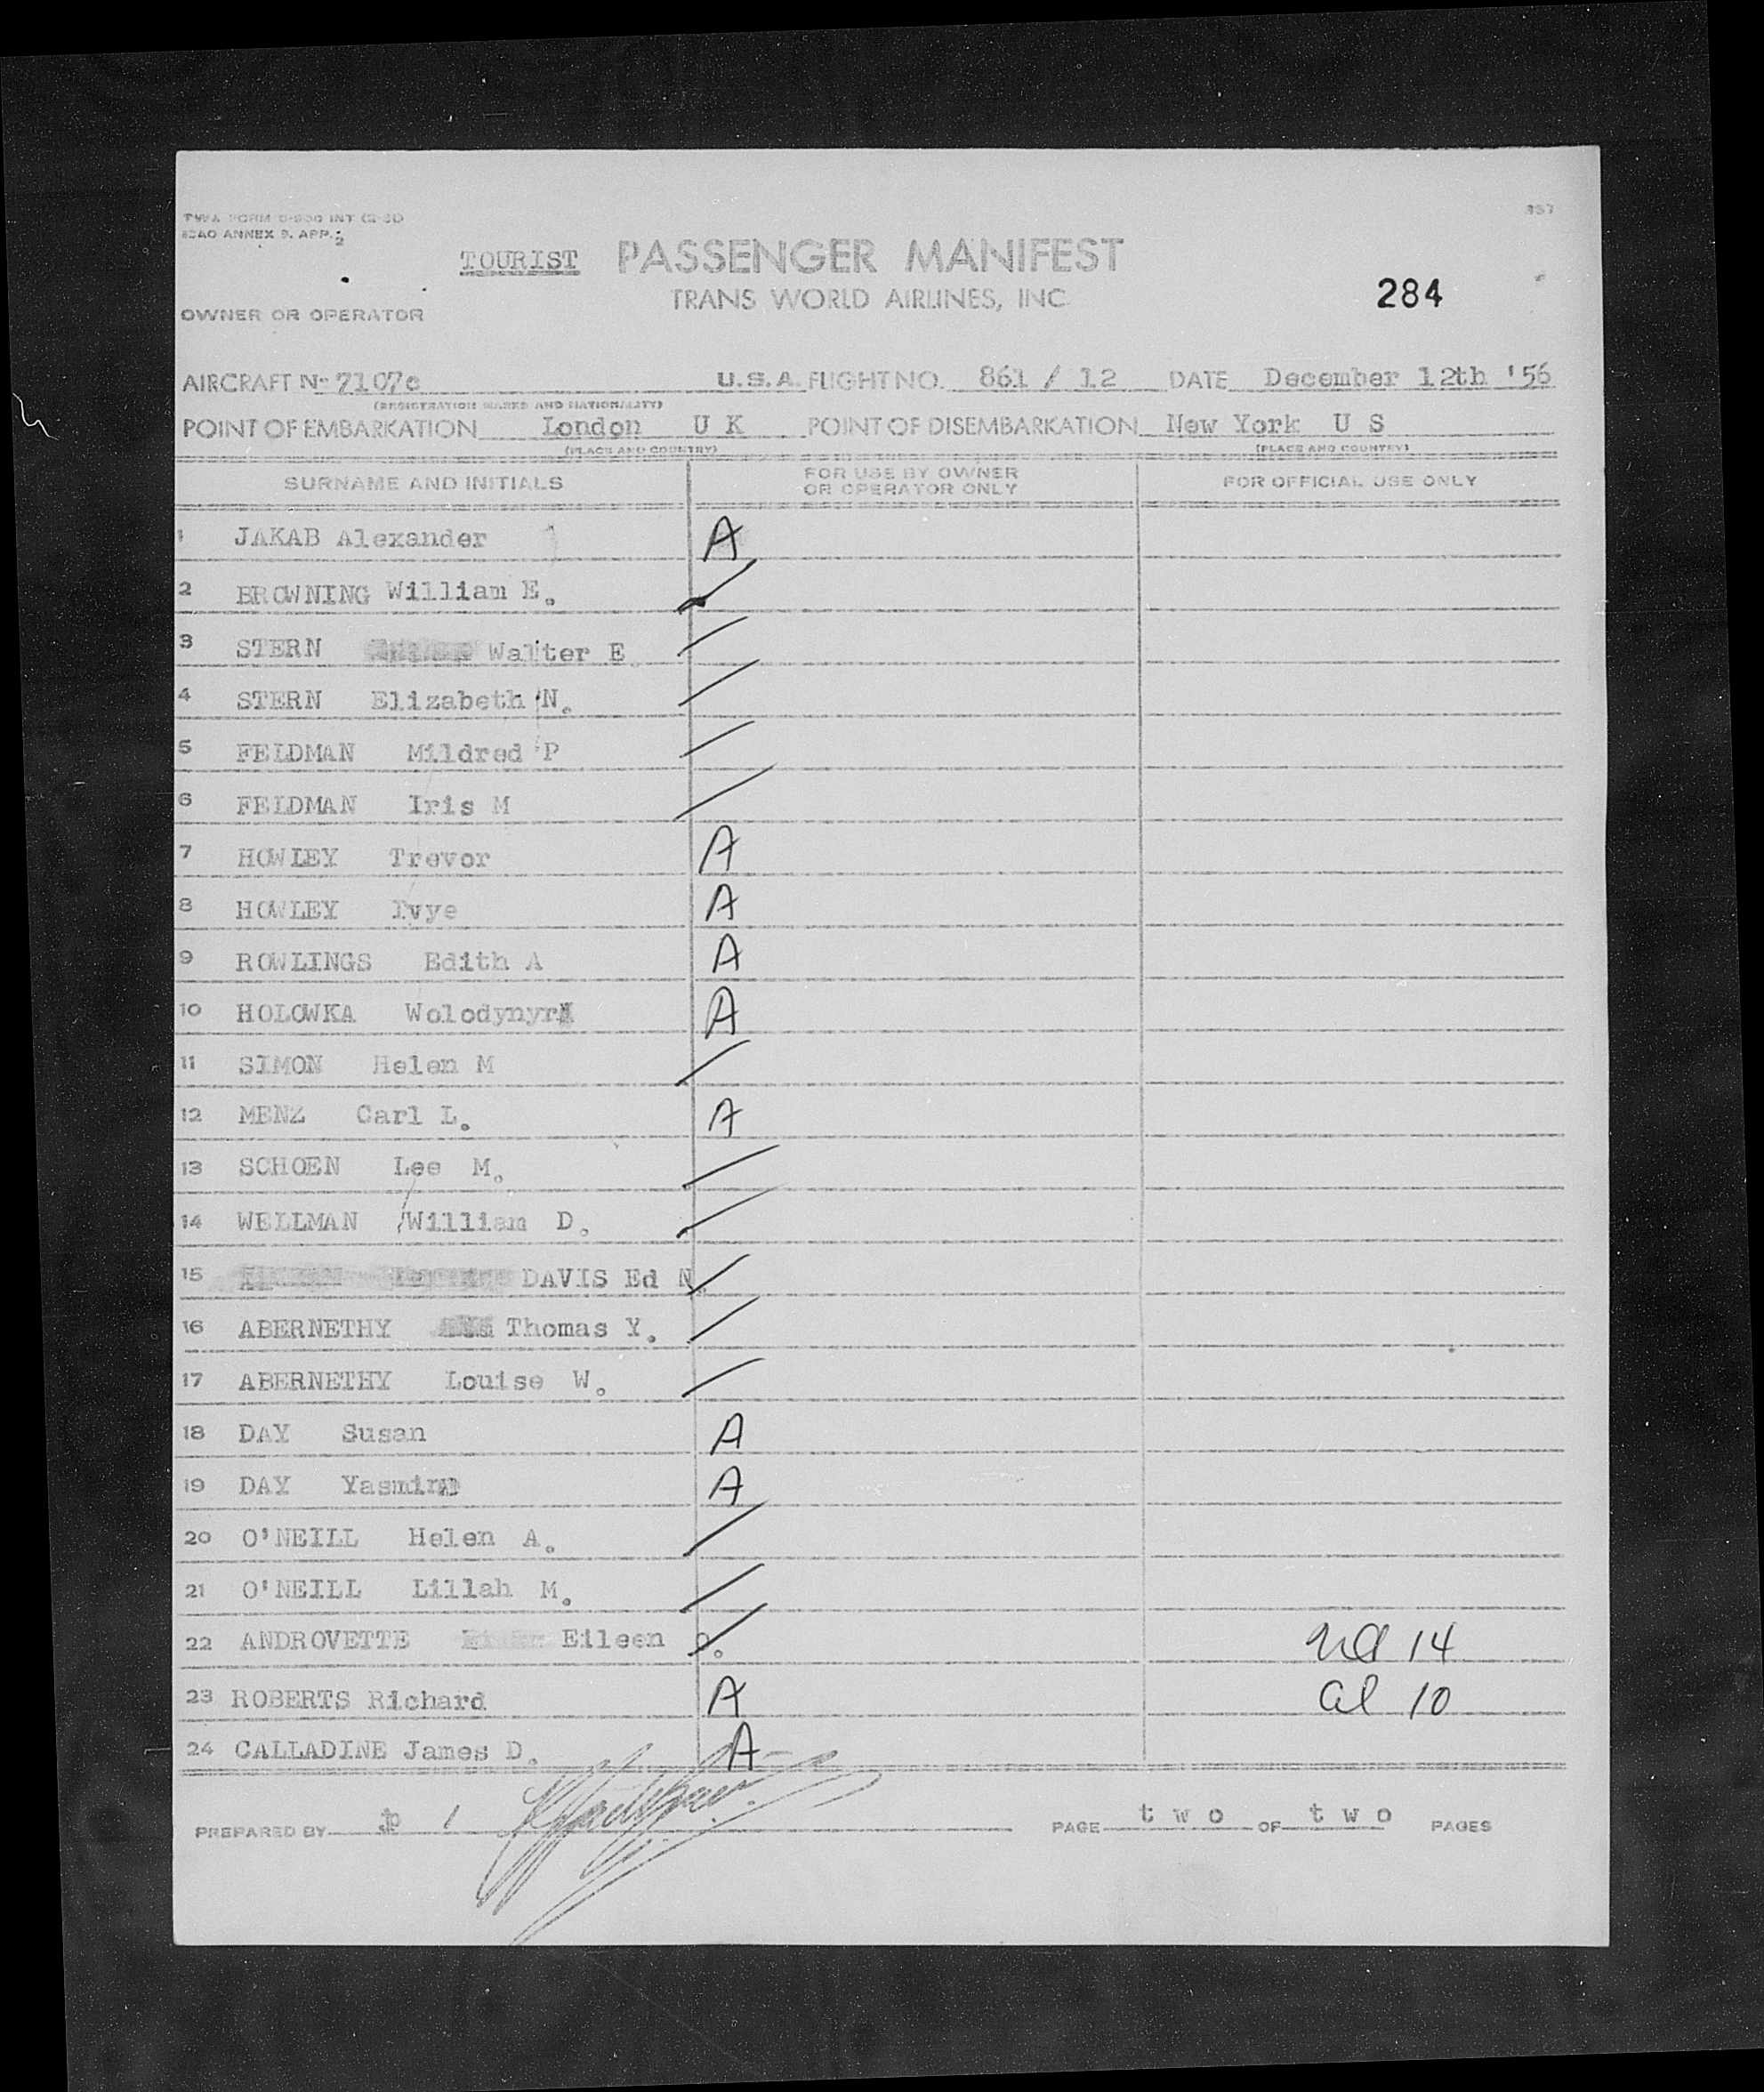 TWA FORM INT
ICAO ANNEX 9. APP. 2
TOURIST PASSENGER MANIFEST
TRANS WORLD AIRLINES, INC
284
OWNER OR OPERATOR
AIRCRAFT N- 7107c U.S.A. FLIGHT NO. 861 / 12 DATE December 12th '56
(REGISTRATION MARKS AND NATIONALITY)
POINT OF EMBARKATION London U K POINT OF DISEMBARKATION New York U S
(PLACE AND COUNTRY) (PLACE AND COUNTRY)
SURNAME AND INITIALS FOR USE BY OWNER OR OPERATOR ONLY FOR OFFICIAL USE ONLY
1 JAKAB Alexander A
2 BROWNING William E.
3 STERN Walter E
4 STERN Elizabeth N.
5 FELDMAN Mildred P
6 FELDMAN Iris M
7 HOWLEY Trevor A
8 HOWLEY Ivye A
9 ROWLINGS Edith A A
10 HOLOWKA Wolodynyr A
11 SIMON Helen M
12 MENZ Carl L. A
13 SCHOEN Lee M.
14 WELLMAN William D.
15 DAVIS Ed N
16 ABERNETHY Thomas Y.
17 ABERNETHY Louise W.
18 DAY Susan A
19 DAY Yasmin A
20 O'NEILL Helen A.
21 O'NEILL Lillah M.
22 ANDROVETTE Eileen 14
23 ROBERTS Richard A al 10
24 CALLADINE James D. A
PREPARED BY PAGE two OF two PAGES